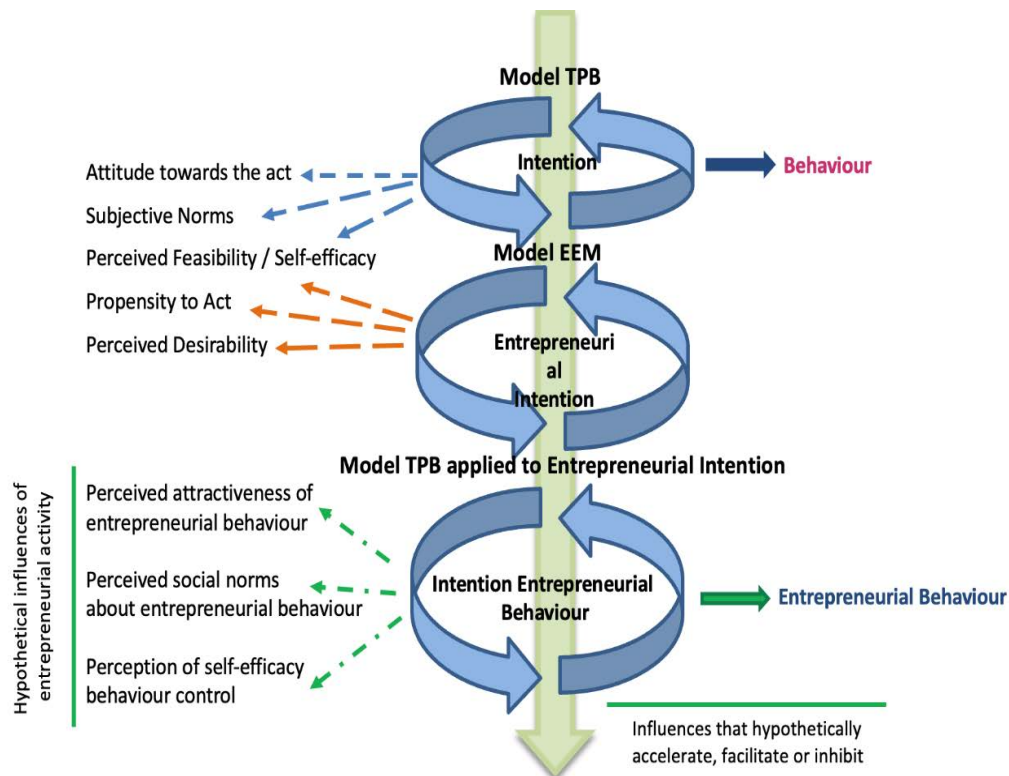 Model TPB
Intention
Behaviour
Attitude towards the act
Subjective Norms
Perceived Feasibility / Self-efficacy
Model EEM
Propensity to Act
Perceived Desirability
Entrepreneuri
al
Intention
Model TPB applied to Entrepreneurial Intention
Hypothetical influences of
entrepreneurial activity
Perceived attractiveness of
entrepreneurial behaviour
Perceived social norms
about entrepreneurial behaviour
Perception of self-efficacy
behaviour control
Intention Entrepreneurial
Behaviour
Entrepreneurial Behaviour
Influences that hypothetically
accelerate, facilitate or inhibit